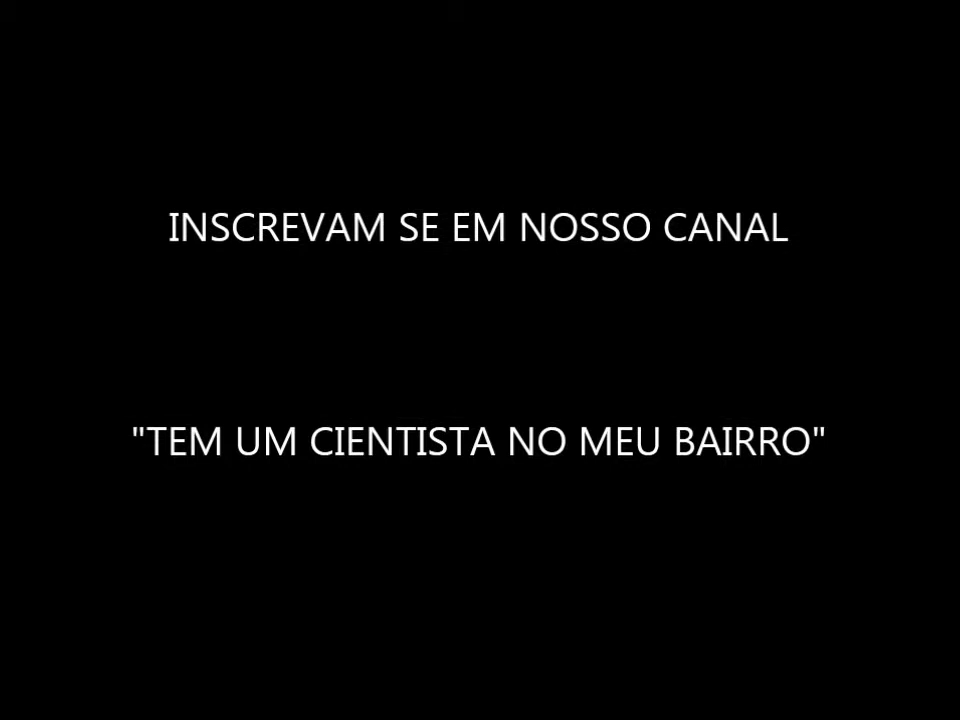 INSCREVAM SE EM NOSSO CANAL
"TEM UM CIENTISTA NO MEU BAIRRO"